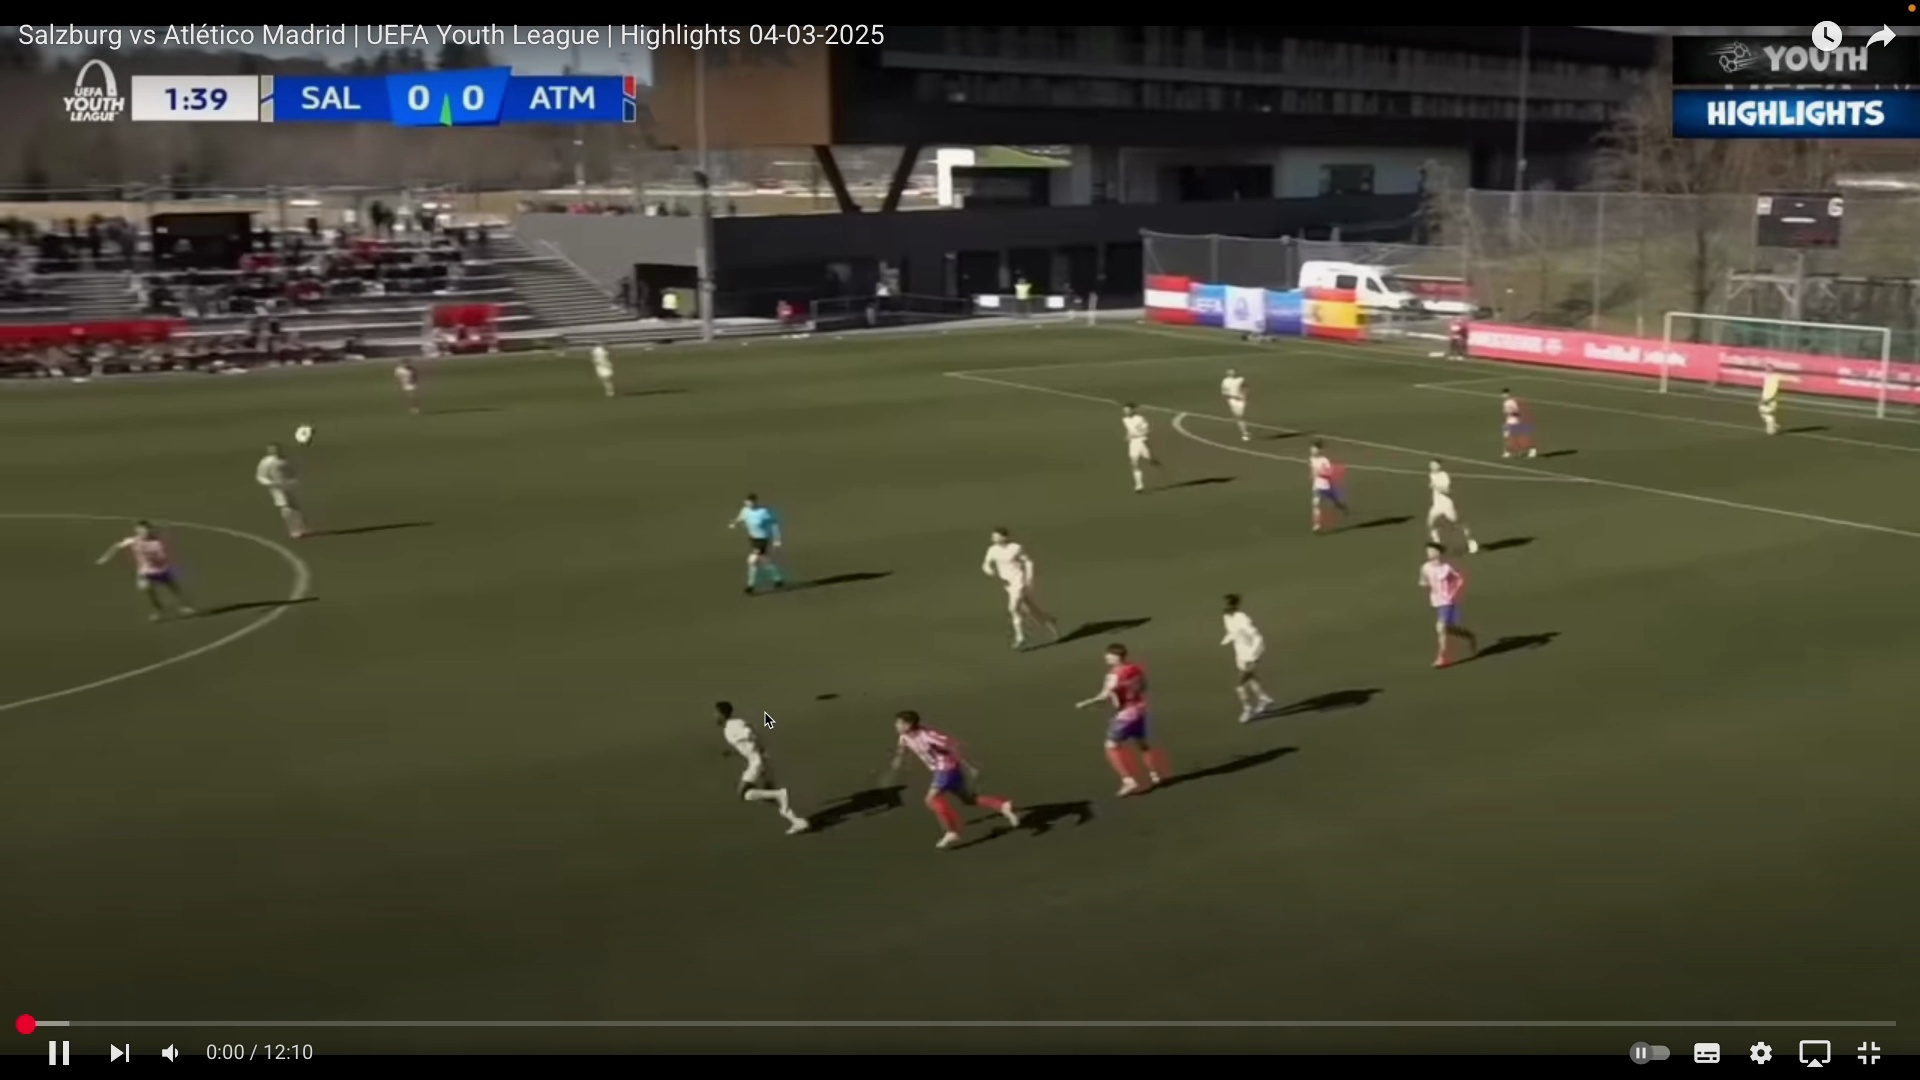 Salzburg vs Atlético Madrid | UEFA Youth League | Highlights 04-03-2025
UEFA
YOUTH
LEAGUE
1:39
SAL
0
0
ATM
YOUTH
HIGHLIGHTS
UEFA
0:00 / 12:10